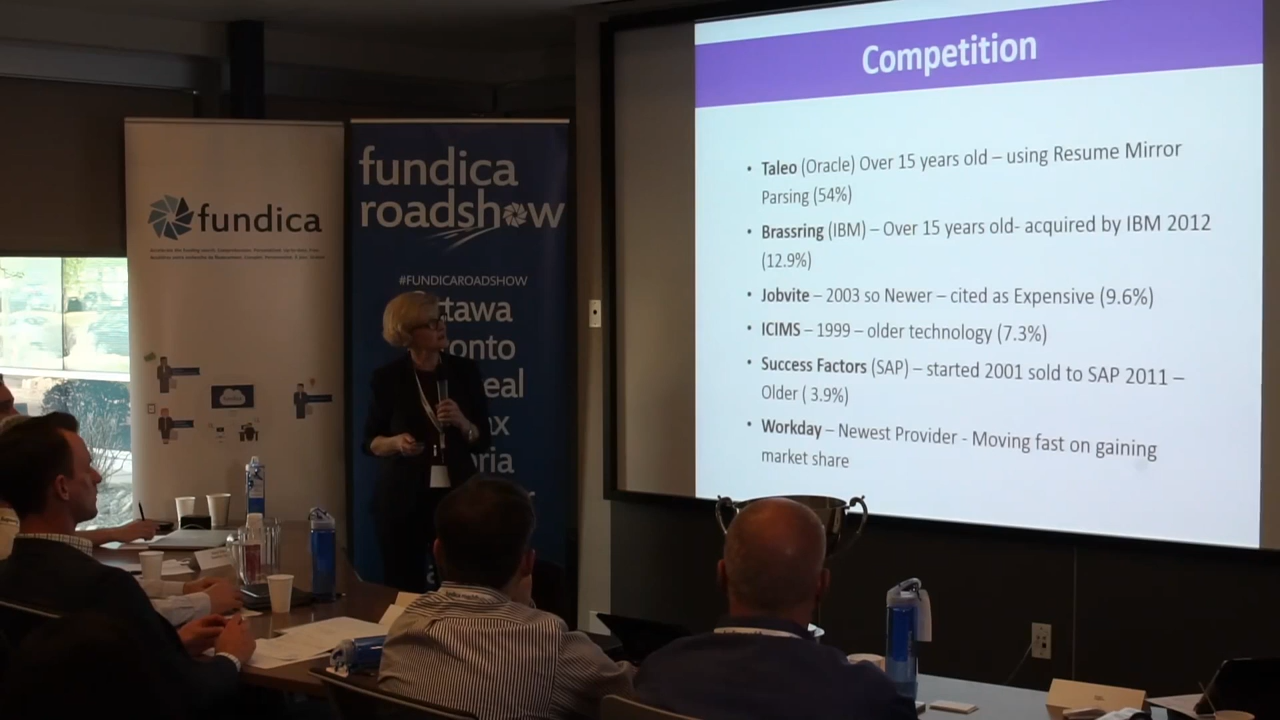 Competition
• Taleo (Oracle) Over 15 years old – using Resume Mirror
Parsing (54%)
• Brassring (IBM) – Over 15 years old- acquired by IBM 2012
(12.9%)
• Jobvite – 2003 so Newer – cited as Expensive (9.6%)
• ICIMS – 1999 – older technology (7.3%)
• Success Factors (SAP) – started 2001 sold to SAP 2011 –
Older ( 3.9%)
• Workday – Newest Provider - Moving fast on gaining
market share
fundica
fundica
roadshow
#FUNDICAROADSHOW